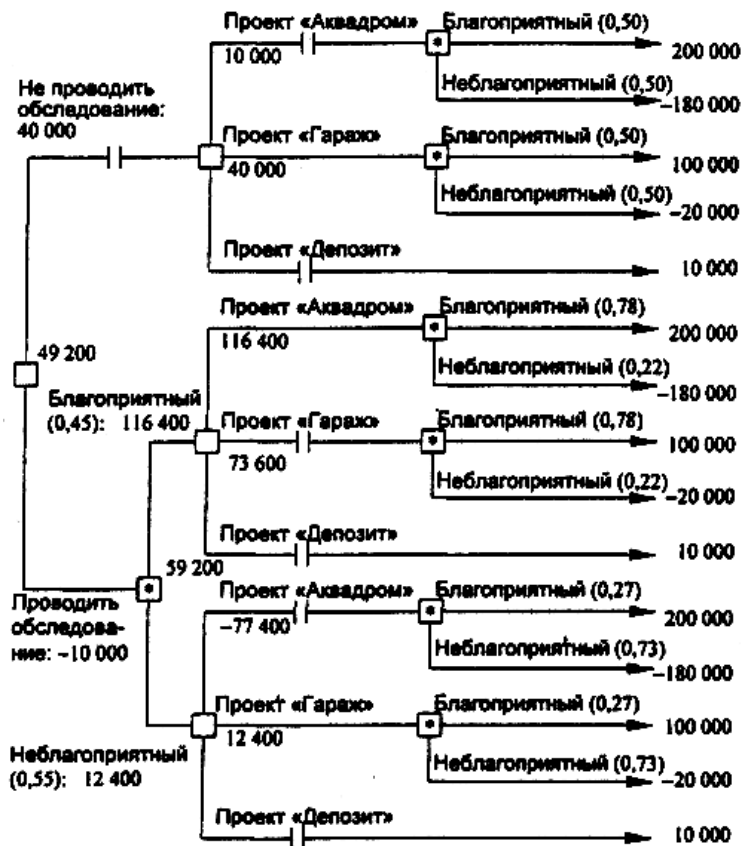 Проект «Аквадром»
Благоприятный (0,50)
10 000
200 000
Не проводить
обследование:
40 000
Неблагоприятный (0,50)
–180 000
Проект «Гараж»
Благоприятный (0,50)
40 000
100 000
Неблагоприятный (0,50)
–20 000
Проект «Депозит»
10 000
Проект «Аквадром»
Благоприятный (0,78)
116 400
200 000
49 200
Неблагоприятный (0,22)
–180 000
Благоприятный
(0,45): 116 400
Проект «Гараж»
Благоприятный (0,78)
73 600
100 000
Неблагоприятный (0,22)
–20 000
Проект «Депозит»
10 000
59 200
Проект «Аквадром»
Благоприятный (0,27)
–77 400
200 000
Проводить
обследова-
ние: –10 000
Неблагоприятный (0,73)
–180 000
Проект «Гараж»
Благоприятный (0,27)
12 400
100 000
Неблагоприятный
(0,55): 12 400
Неблагоприятный (0,73)
–20 000
Проект «Депозит»
10 000